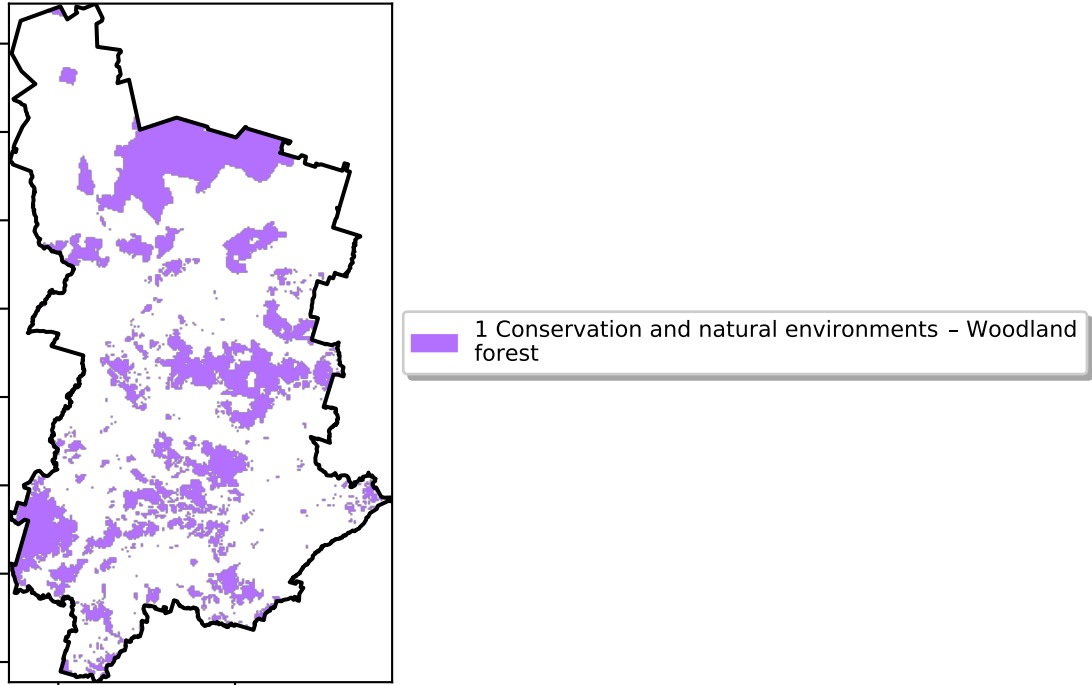 1 Conservation and natural environments – Woodland
forest